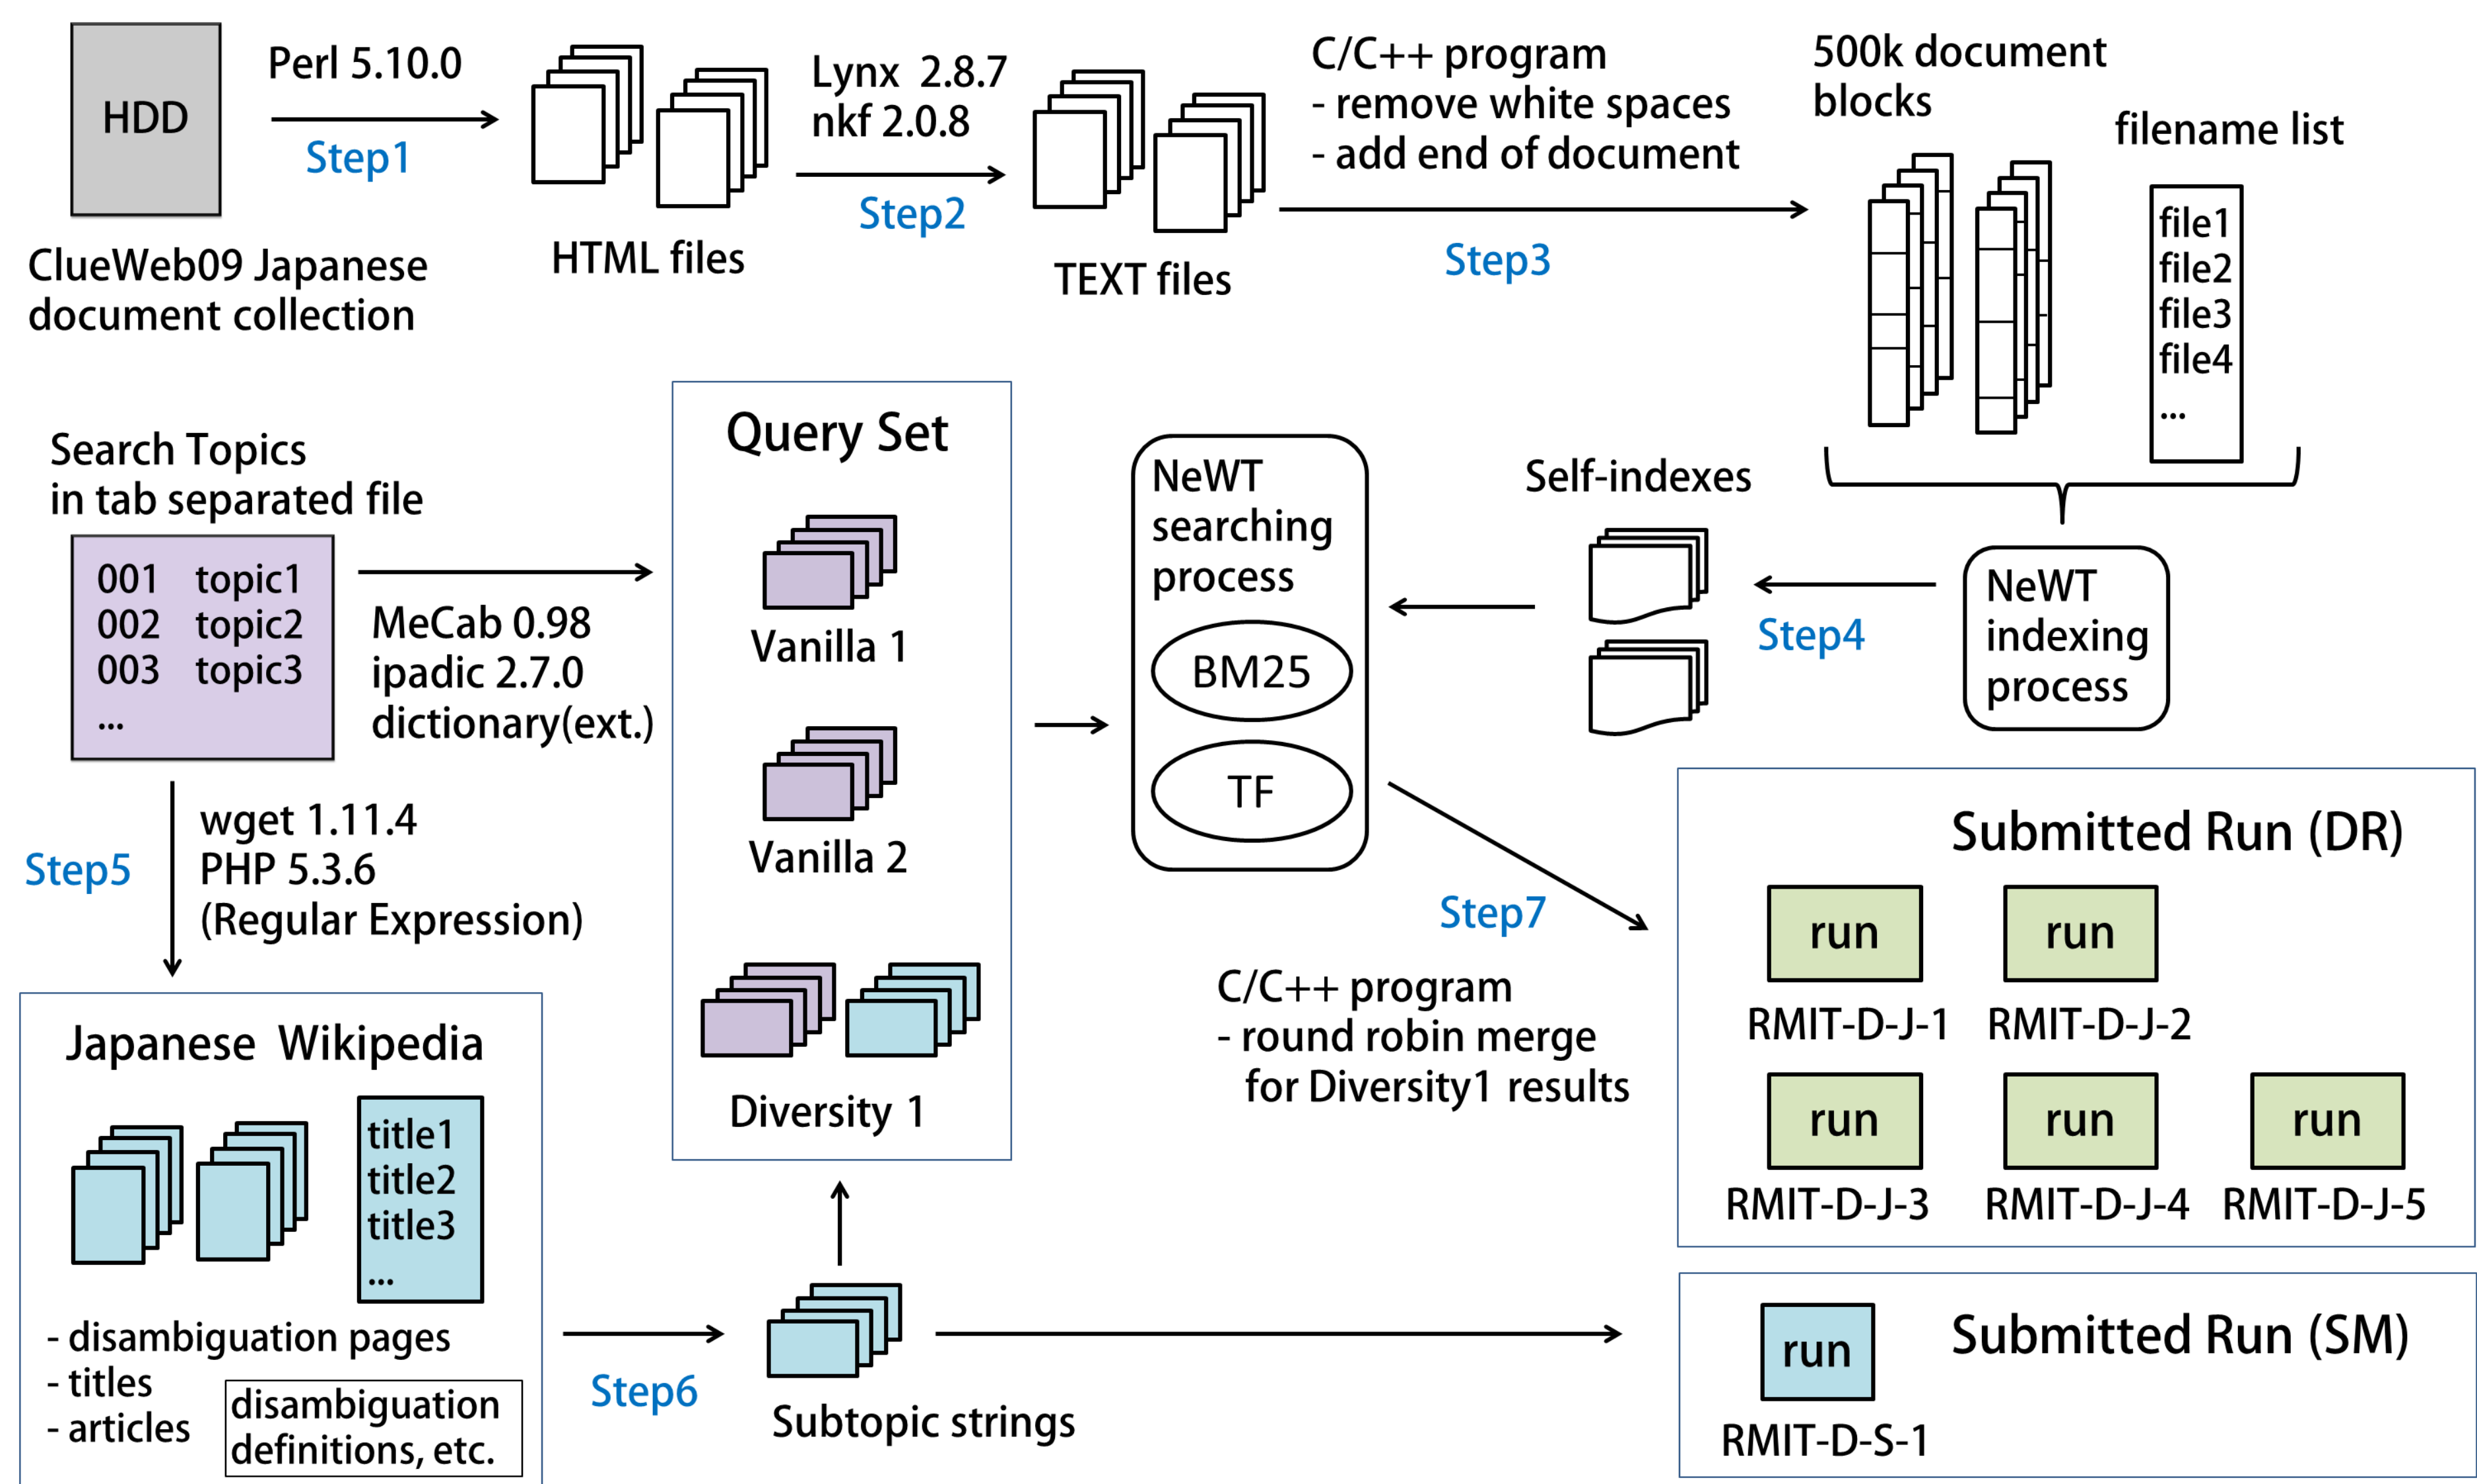 HDD
Perl 5.10.0
Step1
ClueWeb09 Japanese
document collection
HTML files
Lynx 2.8.7
nkf 2.0.8
Step2
TEXT files
C/C++ program
- remove white spaces
- add end of document
Step3
500k document
blocks
filename list
file1
file2
file3
file4
...
Search Topics
in tab separated file
001 topic1
002 topic2
003 topic3
...
MeCab 0.98
ipadic 2.7.0
dictionary(ext.)
Query Set
Vanilla 1
Vanilla 2
Diversity 1
NeWT
searching
process
BM25
TF
Self-indexes
Step4
NeWT
indexing
process
Step5
wget 1.11.4
PHP 5.3.6
(Regular Expression)
Japanese Wikipedia
title1
title2
title3
...
- disambiguation pages
- titles
- articles
disambiguation
definitions, etc.
Step6
Subtopic strings
Step7
C/C++ program
- round robin merge
for Diversity1 results
Submitted Run (DR)
run
run
RMIT-D-J-1 RMIT-D-J-2
run
run
run
RMIT-D-J-3 RMIT-D-J-4 RMIT-D-J-5
run
Submitted Run (SM)
RMIT-D-S-1